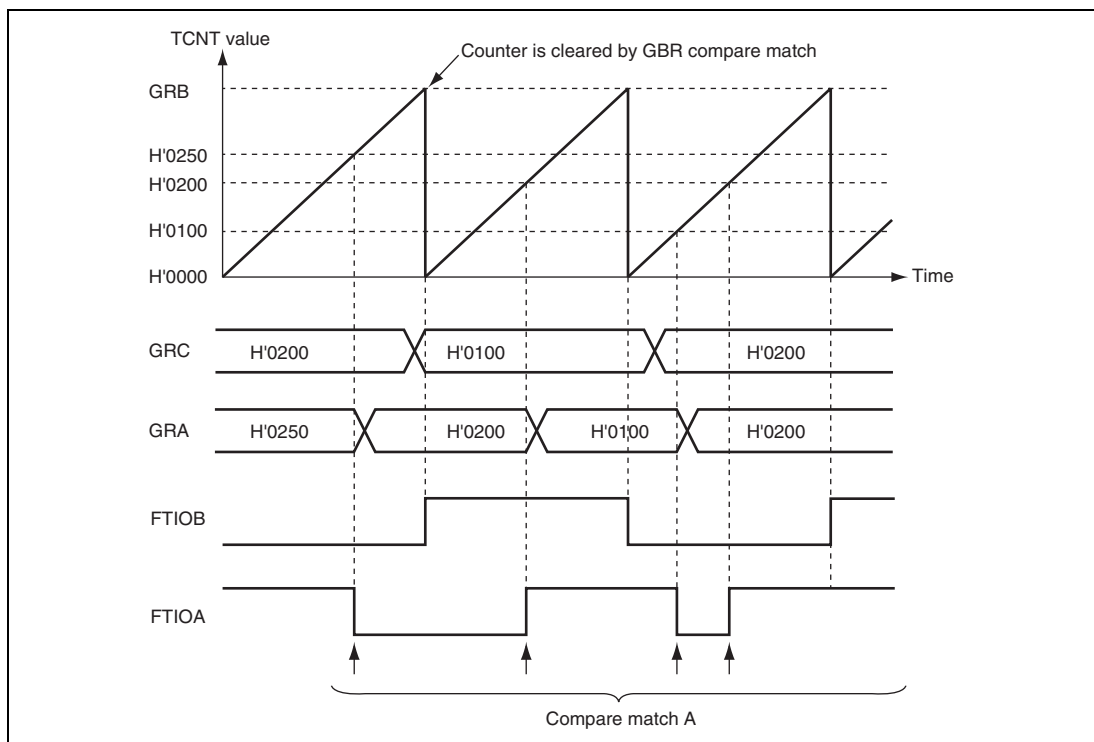 TCNT value
Counter is cleared by GBR compare match
GRB
H'0250
H'0200
H'0100
H'0000
Time
GRC
H'0200
H'0100
H'0200
GRA
H'0250
H'0200
H'0100
H'0200
FTIOB
FTIOA
Compare match A